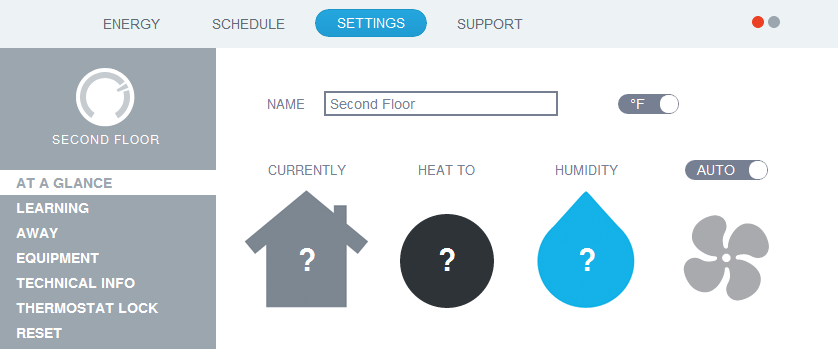 ENERGY SCHEDULE SETTINGS SUPPORT
SECOND FLOOR
AT A GLANCE
LEARNING
AWAY
EQUIPMENT
TECHNICAL INFO
THERMOSTAT LOCK
RESET
NAME Second Floor °F
CURRENTLY HEAT TO HUMIDITY AUTO
? ? ?